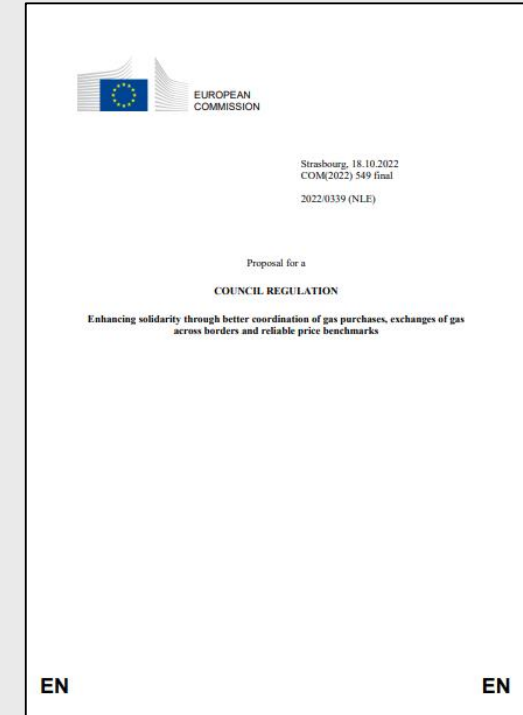 EUROPEAN
COMMISSION
Strasbourg, 18.10.2022
COM(2022) 549 final
2022/0339 (NLE)
Proposal for a
COUNCIL REGULATION
Enhancing solidarity through better coordination of gas purchases, exchanges of gas
across borders and reliable price benchmarks
EN
EN